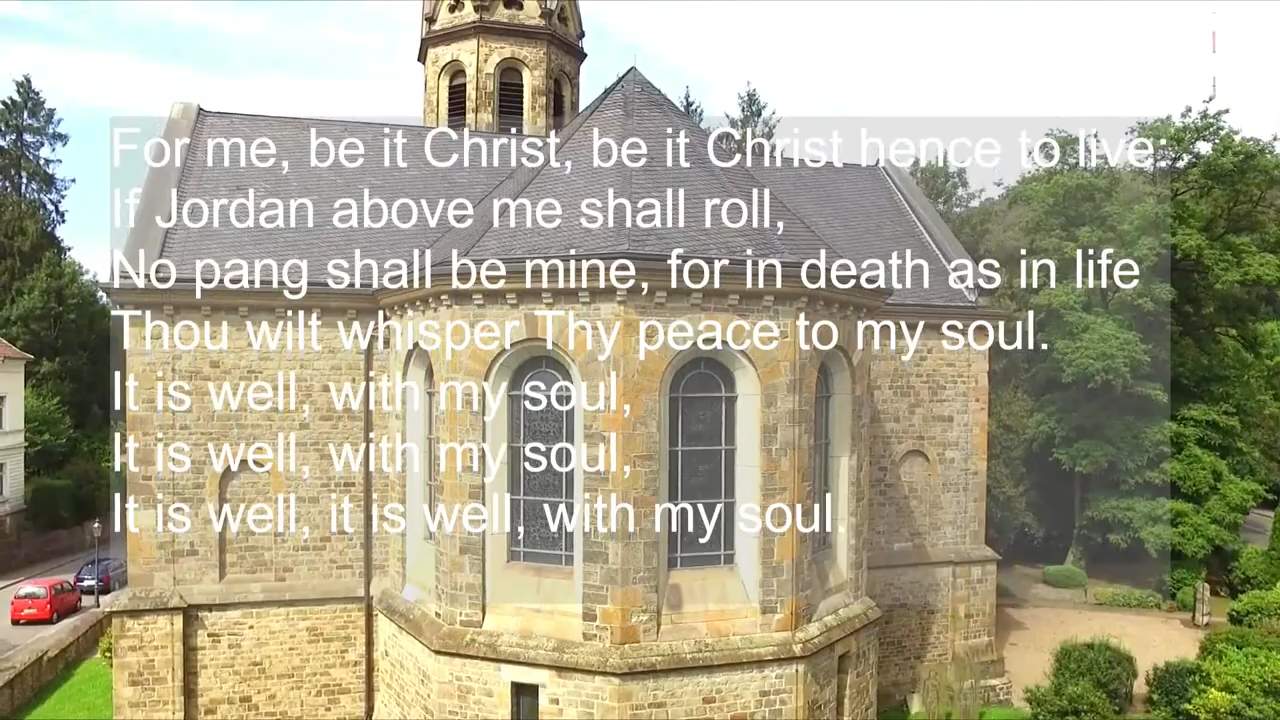 For me, be it Christ, be it Christ hence to live:
If Jordan above me shall roll,
No pang shall be mine, for in death as in life
Thou wilt whisper Thy peace to my soul.
It is well, with my soul,
It is well, with my soul,
It is well, it is well, with my soul.